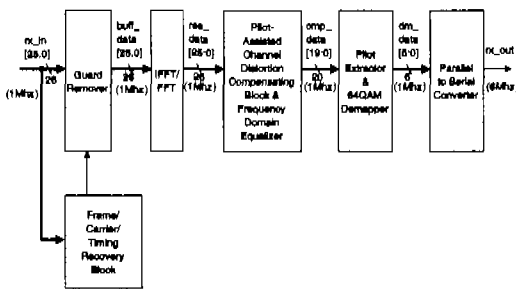 rx_in
[25.0]
26
(1Mhz)
Guard
Remover
buff_
data
[25.0]
26
(1Mhz)
IFFT/
FFT
data
[25:0]
26
(1Mhz)
Pilot-
Assisted
Channel
Distortion
Compensating
Block &
Frequency
Domain
Equalizer
cmp_
data
[19:0]
20
(1Mhz)
Pilot
Extractor
&
64QAM
Demapper
dm_
data
[5:0]
6
(1Mhz)
Parallel
to Serial
Converter
rx_out
(6Mhz)
Frame/
Carrier/
Timing
Recovery
Block